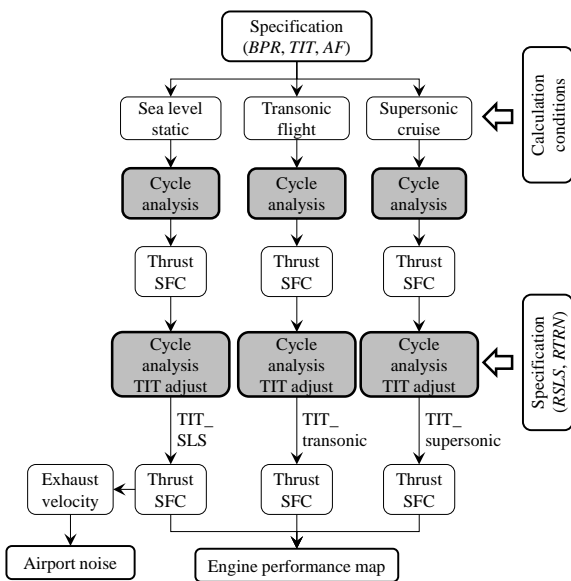 Specification
(BPR, TIT, AF)
Sea level
static
Transonic
flight
Supersonic
cruise
Calculation
conditions
Cycle
analysis
Cycle
analysis
Cycle
analysis
Thrust
SFC
Thrust
SFC
Thrust
SFC
Cycle
analysis
TIT adjust
Cycle
analysis
TIT adjust
Cycle
analysis
TIT adjust
Specification
(RSLS, RTRN)
TIT_
SLS
TIT_
transonic
TIT_
supersonic
Exhaust
velocity
Thrust
SFC
Thrust
SFC
Thrust
SFC
Airport noise
Engine performance map